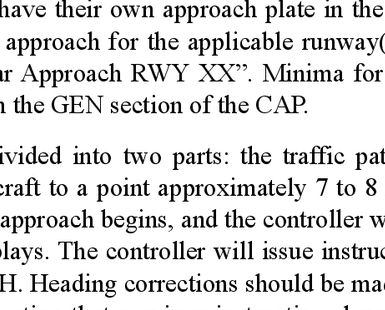 have their own approach plate in the
approach for the applicable runway(
ar Approach RWY XX”. Minima for
n the GEN section of the CAP.
ivided into two parts: the traffic pat
craft to a point approximately 7 to 8
approach begins, and the controller w
plays. The controller will issue instruc
H. Heading corrections should be mad